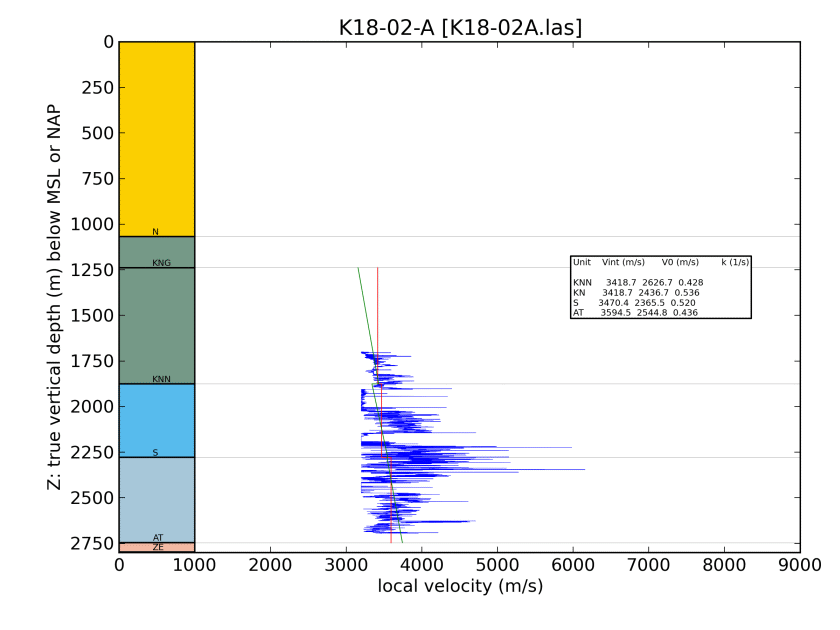 K18-02-A [K18-02A.las]
0
250
500
750
1000
1250
1500
1750
2000
2250
2500
2750
Z: true vertical depth (m) below MSL or NAP
N
KNG
KNN
S
AT
ZE
Unit Vint (m/s) V0 (m/s) k (1/s)
KNN 3418.7 2626.7 0.428
KN 3418.7 2436.7 0.536
S 3470.4 2365.5 0.520
AT 3594.5 2544.8 0.436
0 1000 2000 3000 4000 5000 6000 7000 8000 9000
local velocity (m/s)